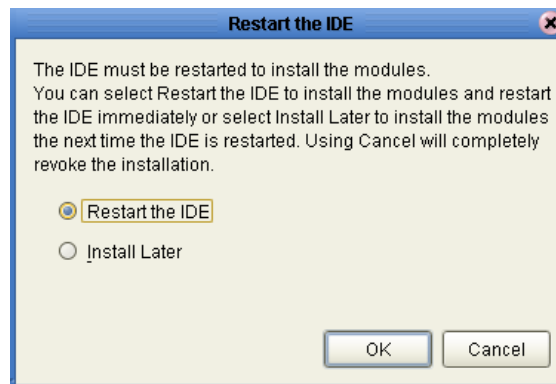 Restart the IDE
The IDE must be restarted to install the modules.
You can select Restart the IDE to install the modules and restart
the IDE immediately or select Install Later to install the modules
the next time the IDE is restarted. Using Cancel will completely
revoke the installation.
Restart the IDE
Install Later
OK
Cancel